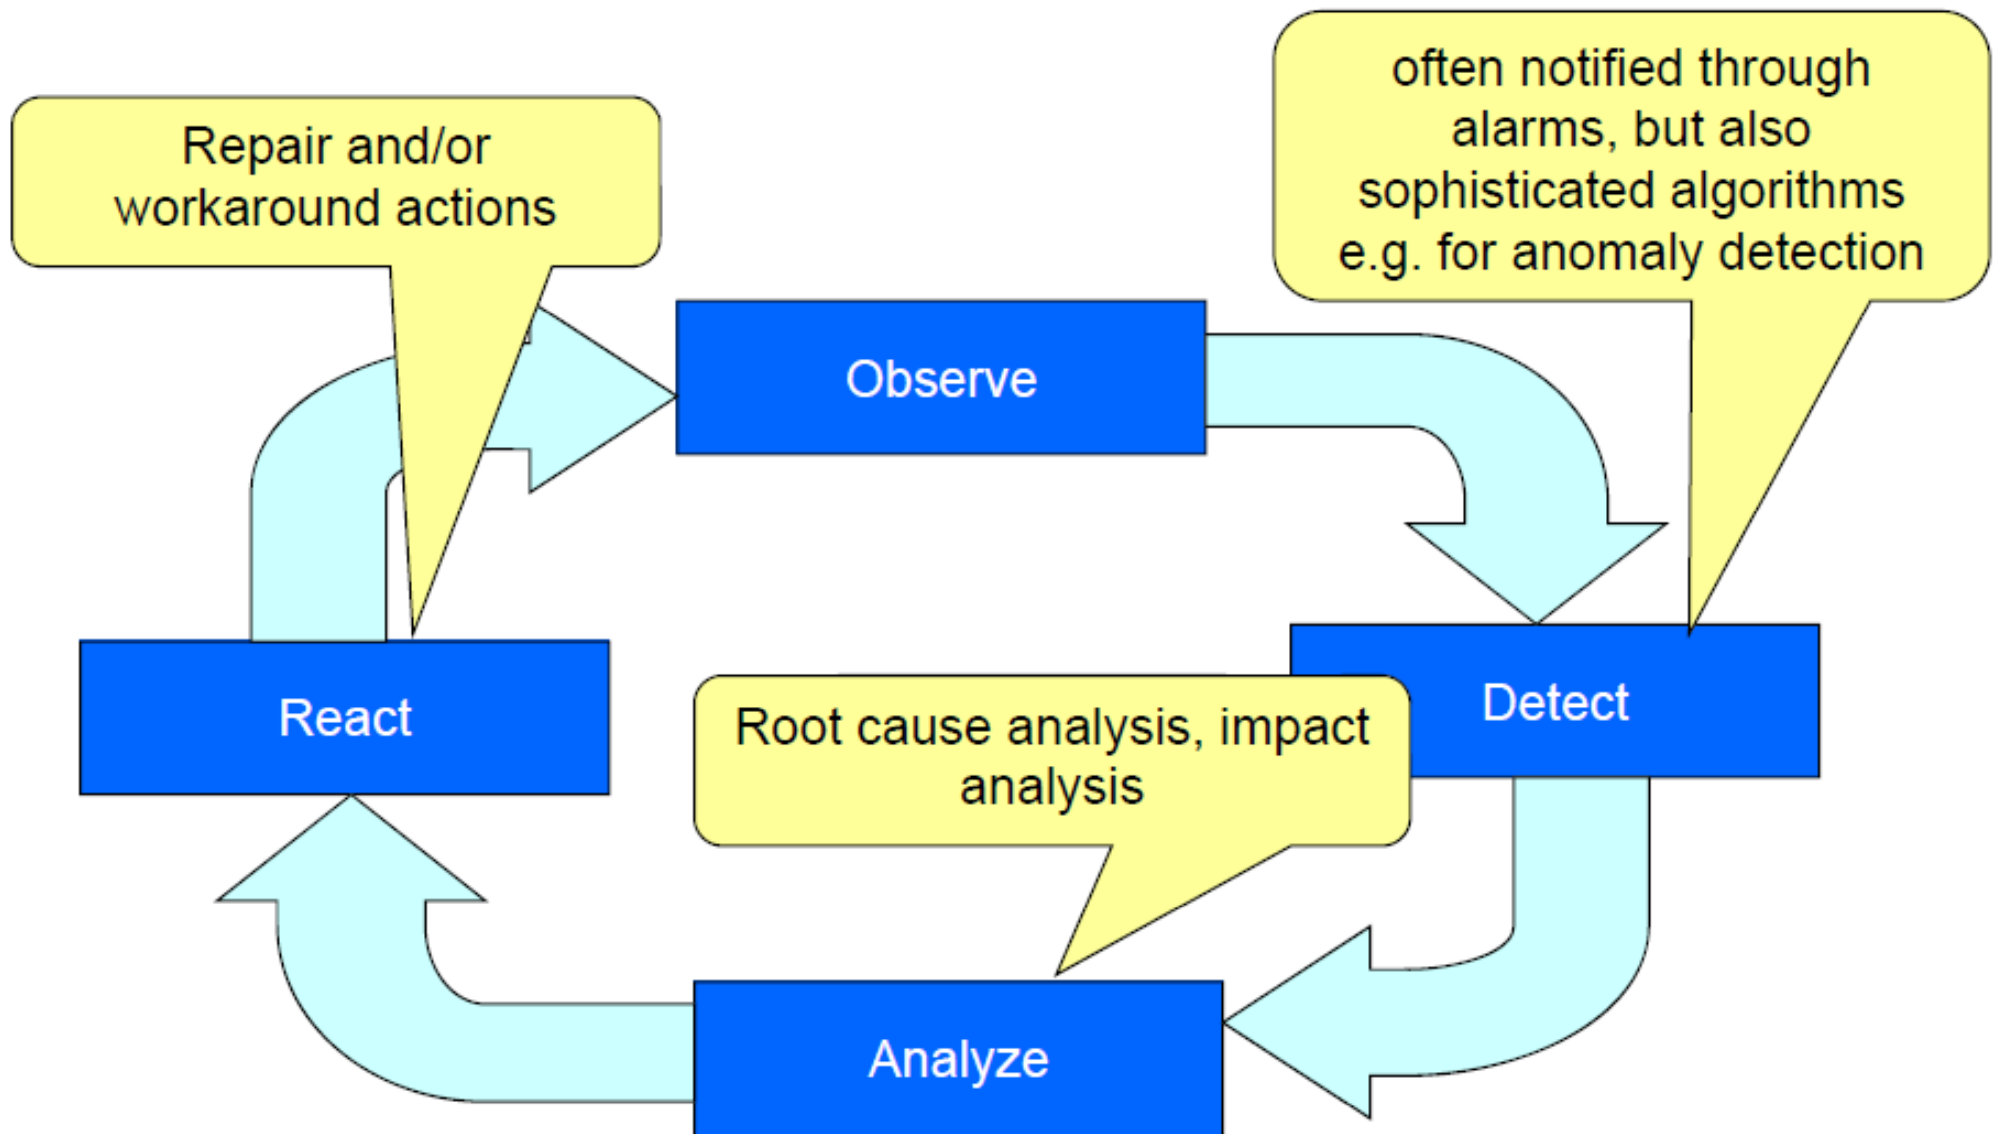 often notified through
alarms, but also
sophisticated algorithms
e.g. for anomaly detection
Repair and/or
workaround actions
Observe
Detect
React
Root cause analysis, impact
analysis
Analyze